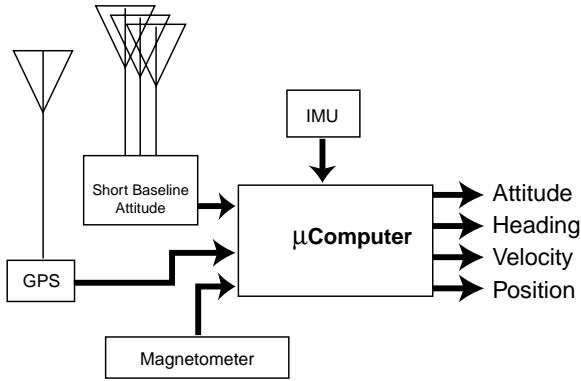 IMU
Short Baseline
Attitude
μComputer
Attitude
Heading
Velocity
Position
GPS
Magnetometer